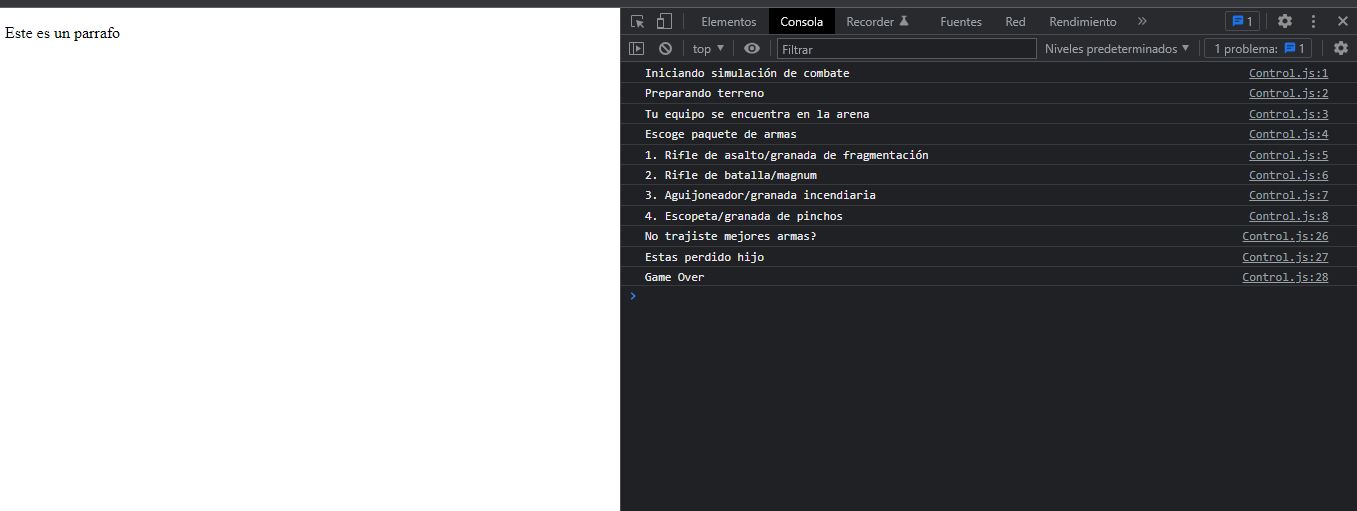 Este es un parrafo
Elementos Consola Recorder Fuentes Red Rendimiento » 1
top Filtrar Niveles predeterminados 1 problema: 1
Iniciando simulación de combate Control.js:1
Preparando terreno Control.js:2
Tu equipo se encuentra en la arena Control.js:3
Escoge paquete de armas Control.js:4
1. Rifle de asalto/granada de fragmentación Control.js:5
2. Rifle de batalla/magnum Control.js:6
3. Aguijoneador/granada incendiaria Control.js:7
4. Escopeta/granada de pinchos Control.js:8
No trajiste mejores armas? Control.js:26
Estas perdido hijo Control.js:27
Game Over Control.js:28